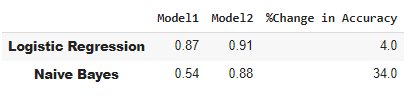 Model1 Model2 %Change in Accuracy
Logistic Regression 0.87 0.91 4.0
Naive Bayes 0.54 0.88 34.0